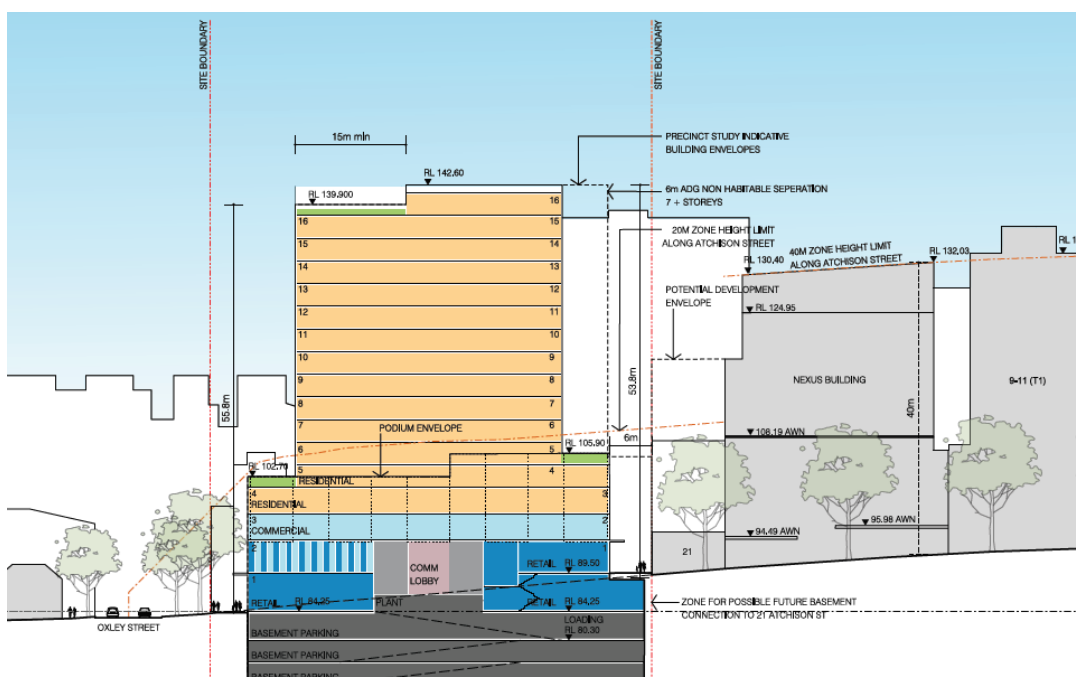 SITE BOUNDARY
SITE BOUNDARY
15m min
PRECINCT STUDY INDICATIVE
BUILDING ENVELOPES
RL 142.60
RL 139.900
6m ADG NON HABITABLE SEPERATION
7 + STOREYS
16
16
15
15
14
14
13
13
12
12
11
11
10
10
9
9
8
8
7
7
6
6
5
5
4
20M ZONE HEIGHT LIMIT
ALONG ATCHISON STREET
40M ZONE HEIGHT LIMIT
ALONG ATCHISON STREET
RL 130.40
RL 132.03
RL 1
POTENTIAL DEVELOPMENT
ENVELOPE
RL 124.95
NEXUS BUILDING
9-11 (T1)
55.8m
53.8m
40m
PODIUM ENVELOPE
6m
RL 105.90
108.19 AWN
RL 102.70
RESIDENTIAL
4
RESIDENTIAL
3
3
COMMERCIAL
2
95.98 AWN
94.49 AWN
2
1
21
COMM
LOBBY
RETAIL RL 89.50
1
RETAIL RL 84.25
PLANT
RETAIL RL 84.25
ZONE FOR POSSIBLE FUTURE BASEMENT
CONNECTION TO 21 ATCHISON ST
OXLEY STREET
LOADING
RL 80.30
BASEMENT PARKING
BASEMENT PARKING
BASEMENT PARKING